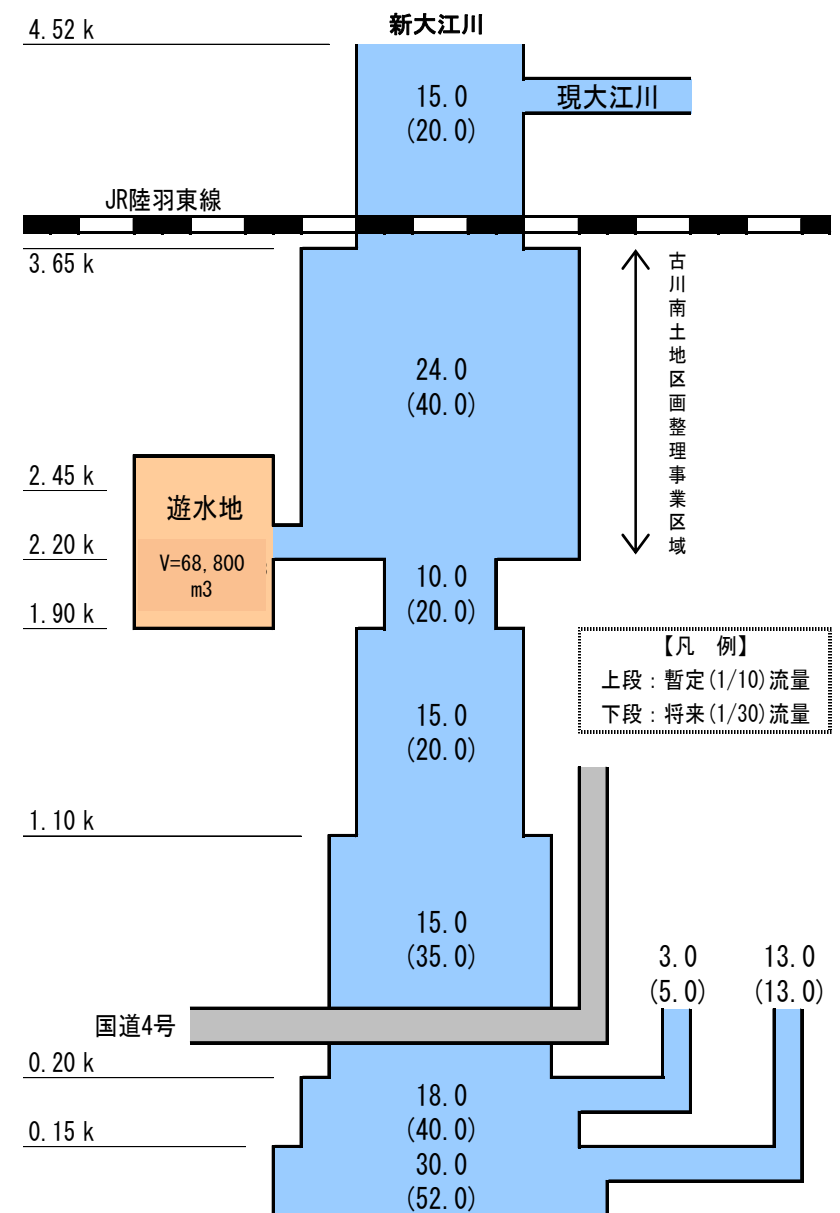 新大江川
4.52 k
15.0
(20.0)
現大江川
JR陸羽東線
3.65 k
古川南土地区画整理事業区域
24.0
(40.0)
2.45 k
遊水地
2.20 k
V=68,800
m3
10.0
(20.0)
1.90 k
【凡 例】
上段：暫定(1/10)流量
下段：将来(1/30)流量
15.0
(20.0)
1.10 k
15.0
(35.0)
3.0
(5.0)
13.0
(13.0)
国道4号
0.20 k
18.0
(40.0)
0.15 k
30.0
(52.0)